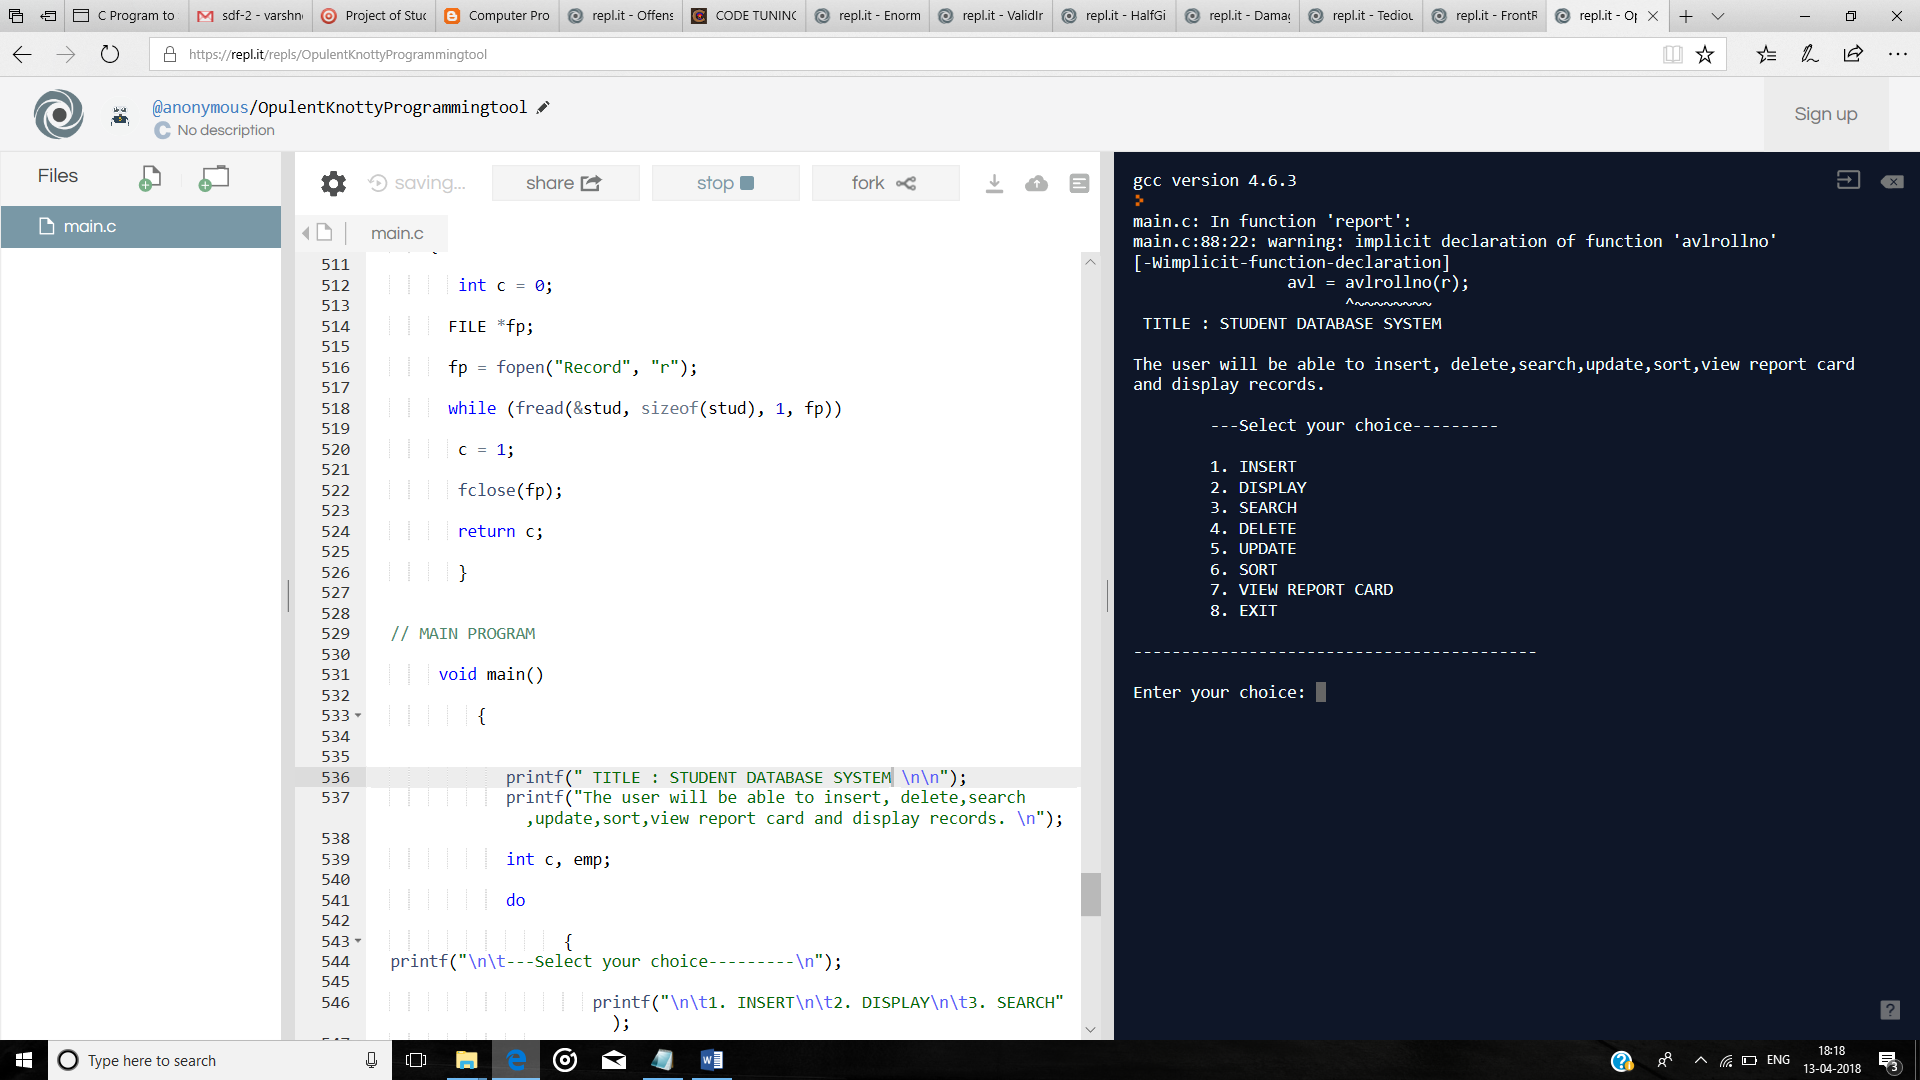 C Program to
sdf-2 - varshn
Project of Stud
Computer Pro
repl.it - Offens
CODE TUNING
repl.it - Enorm
repl.it - ValidIn
repl.it - HalfGi
repl.it - Damag
repl.it - Tediou
repl.it - FrontR
repl.it - Op
https://repl.it/repls/OpulentKnottyProgrammingtool
@anonymous/OpulentKnottyProgrammingtool
No description
Sign up
Files
main.c
saving...
share
stop
fork
main.c
511
512 int c = 0;
513
514 FILE *fp;
515
516 fp = fopen("Record", "r");
517
518 while (fread(&stud, sizeof(stud), 1, fp))
519
520 c = 1;
521
522 fclose(fp);
523
524 return c;
525
526 }
527
528
529 // MAIN PROGRAM
530
531 void main()
532
533 {
534
535
536 printf(" TITLE : STUDENT DATABASE SYSTEM \n\n");
537 printf("The user will be able to insert, delete,search
,update,sort,view report card and display records. \n");
538
539 int c, emp;
540
541 do
542
543 {
544 printf("\n\t---Select your choice---------\n");
545
546 printf("\n\t1. INSERT\n\t2. DISPLAY\n\t3. SEARCH"
);
gcc version 4.6.3
main.c: In function 'report':
main.c:88:22: warning: implicit declaration of function 'avlrollno'
[-Wimplicit-function-declaration]
avl = avlrollno(r);
^~~~~~~~~
TITLE : STUDENT DATABASE SYSTEM
The user will be able to insert, delete,search,update,sort,view report card
and display records.
---Select your choice---------
1. INSERT
2. DISPLAY
3. SEARCH
4. DELETE
5. UPDATE
6. SORT
7. VIEW REPORT CARD
8. EXIT
------------------------------------------
Enter your choice:
Type here to search
ENG
18:18
13-04-2018
3